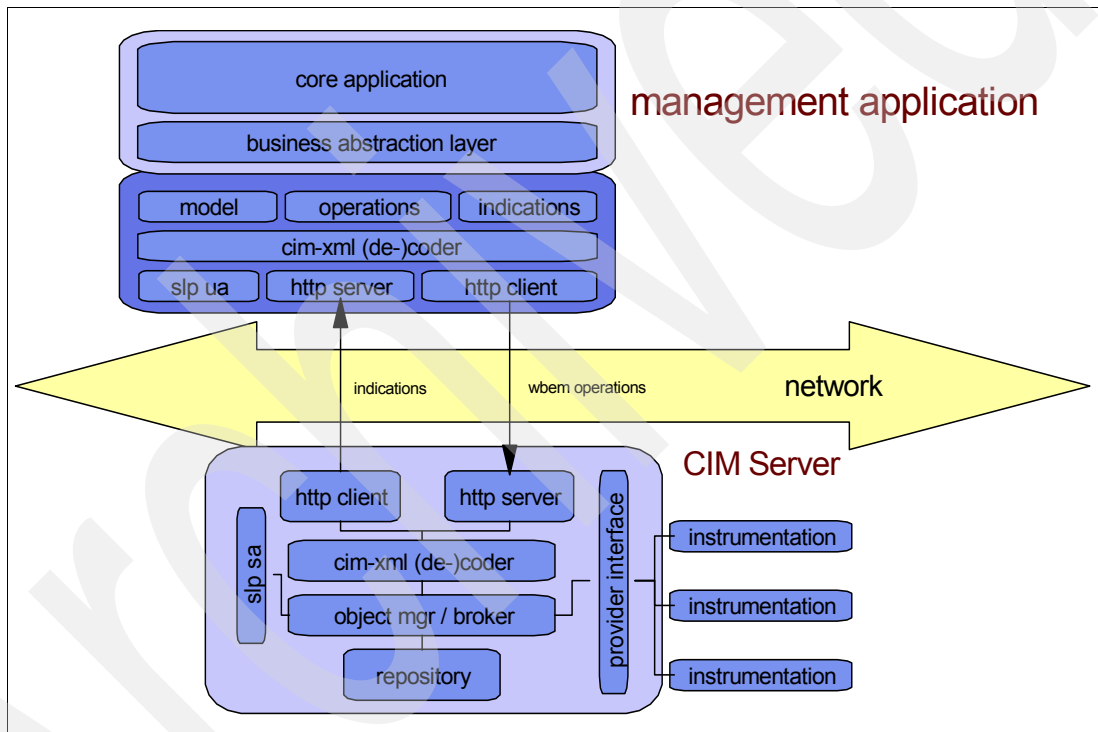 core application
management application
business abstraction layer
model
operations
indications
cim-xml (de-)coder
slp ua
http server
http client
indications
wbem operations
network
CIM Server
http client
http server
slp sa
provider interface
instrumentation
cim-xml (de-)coder
instrumentation
object mgr / broker
repository
instrumentation